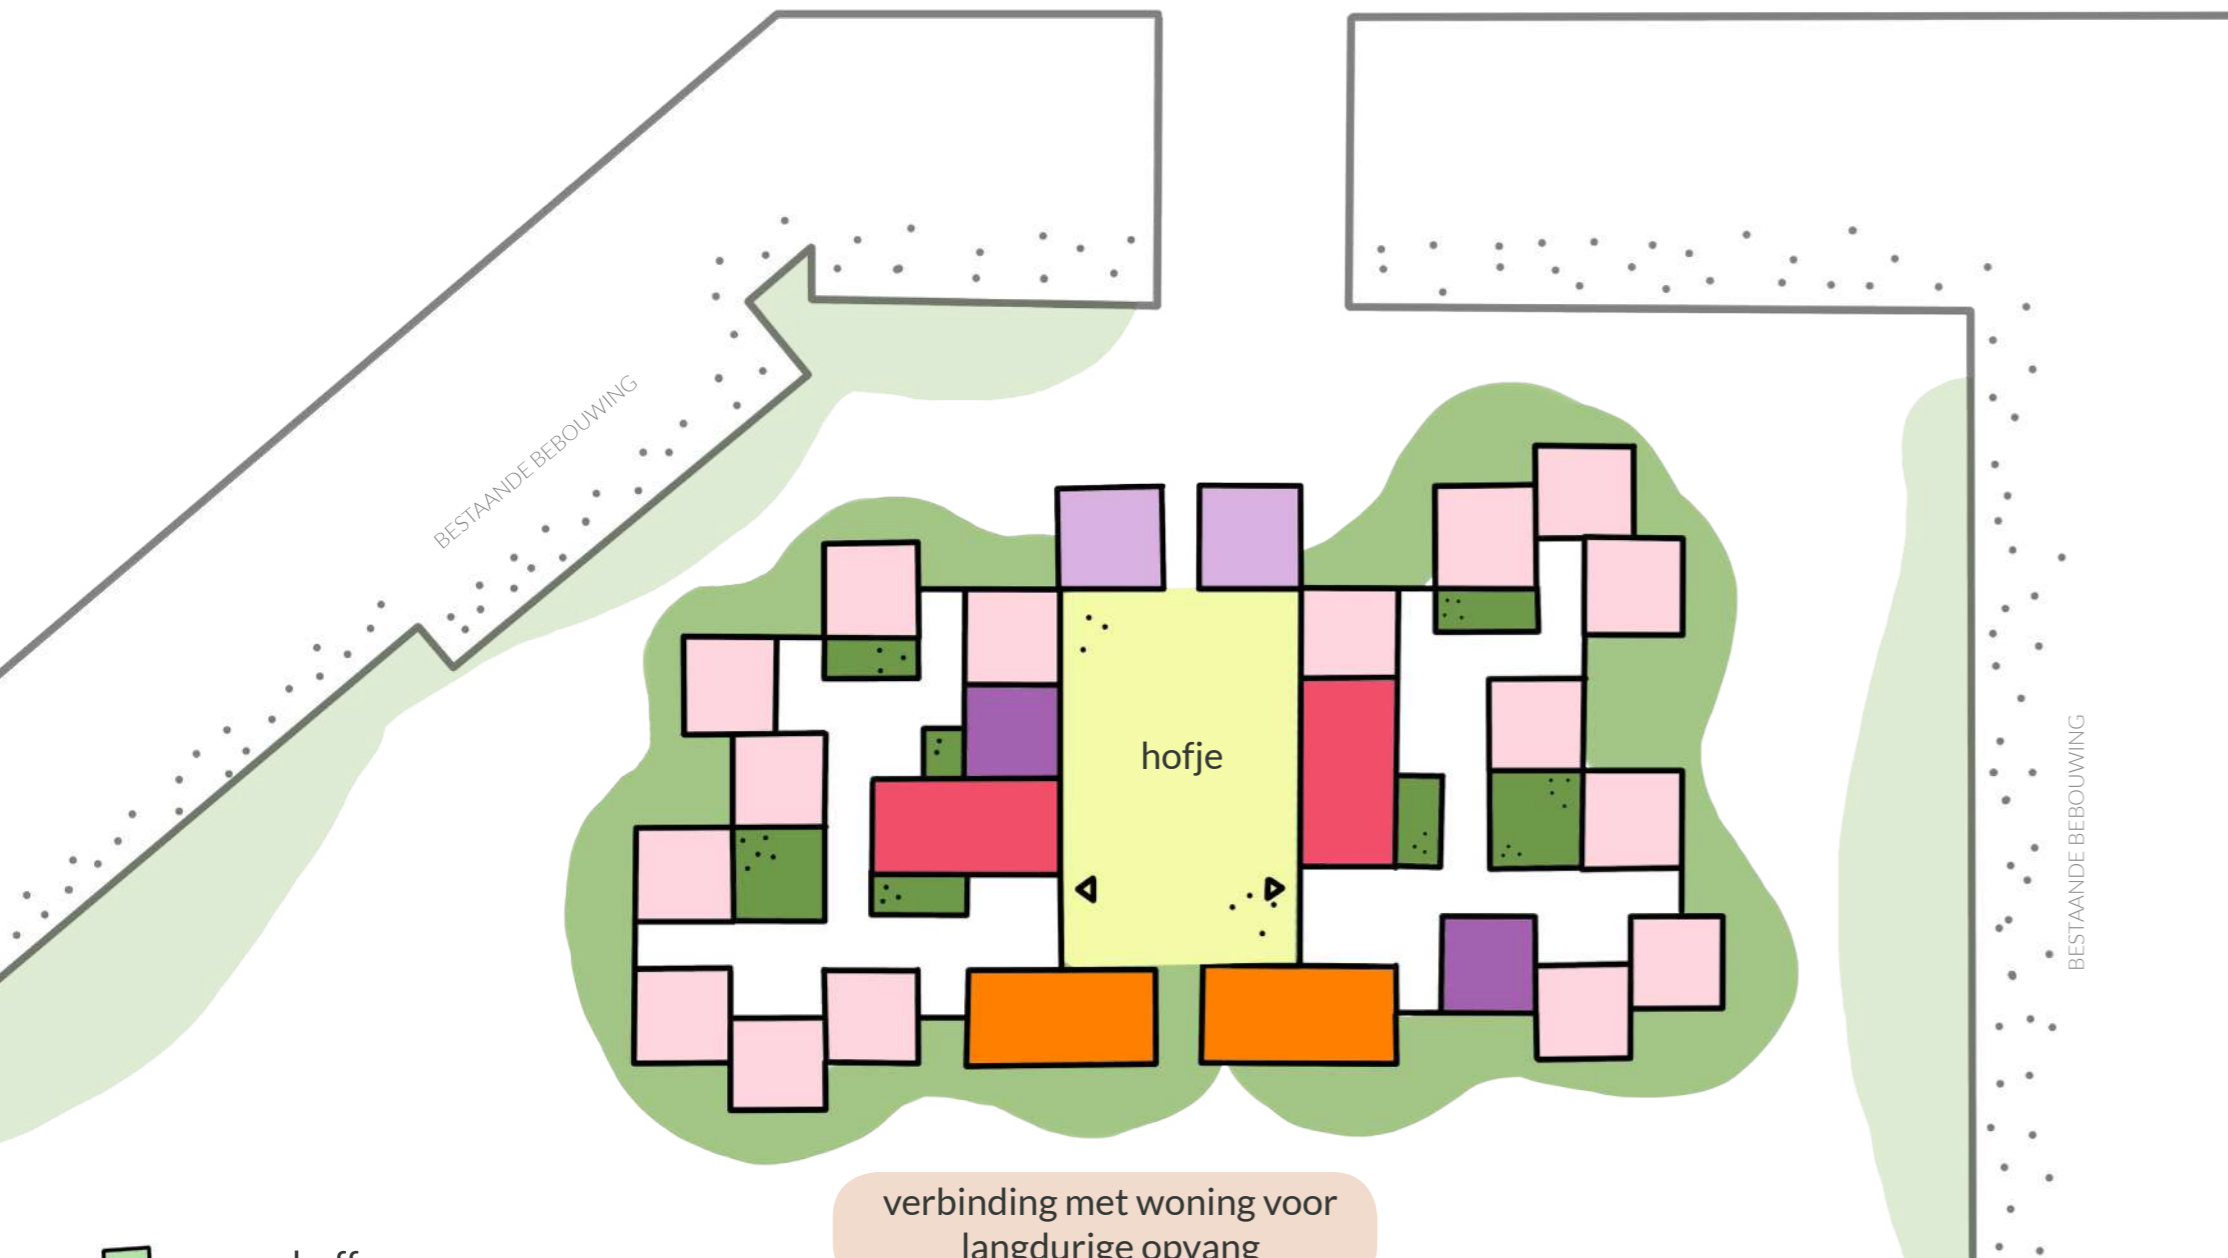 BESTAANDE BEBOUWING
hofje
BESTAANDE BEBOUWING
verbinding met woning voor
langdurige opvang